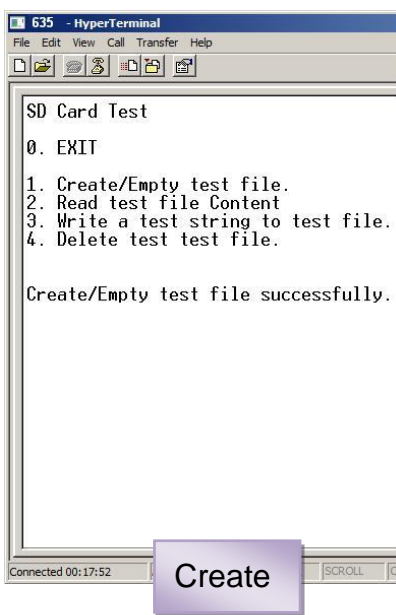 635 - HyperTerminal
File Edit View Call Transfer Help
SD Card Test
0. EXIT
1. Create/Empty test file.
2. Read test file Content
3. Write a test string to test file.
4. Delete test test file.
Create/Empty test file successfully.
Connected 00:17:52
SCROLL
Create